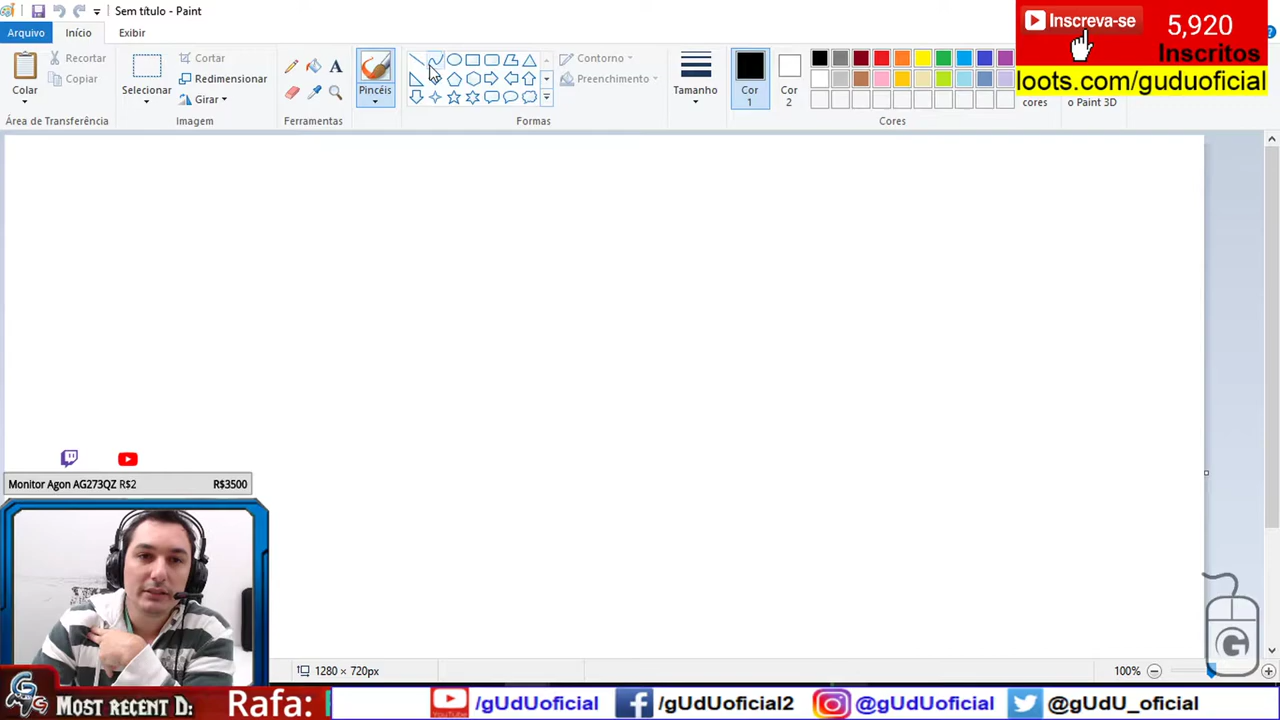 Sem título - Paint
Arquivo Início Exibir
Colar
Recortar
Copiar
Área de Transferência
Selecionar
Cortar
Redimensionar
Girar
Imagem
A
Ferramentas
Pincéis
Formas
Contorno
Preenchimento
Tamanho
Cor 1
Cor 2
Cores
cores
o Paint 3D
Inscreva-se
5,920
Inscritos
loots.com/guduoficial
Monitor Agon AG273QZ R$2 R$3500
1280 × 720px
100%
G
Most recent D: Rafa:
/gUdUoficial
/gUdUoficial2
@gUdUoficial
@gUdU_oficial